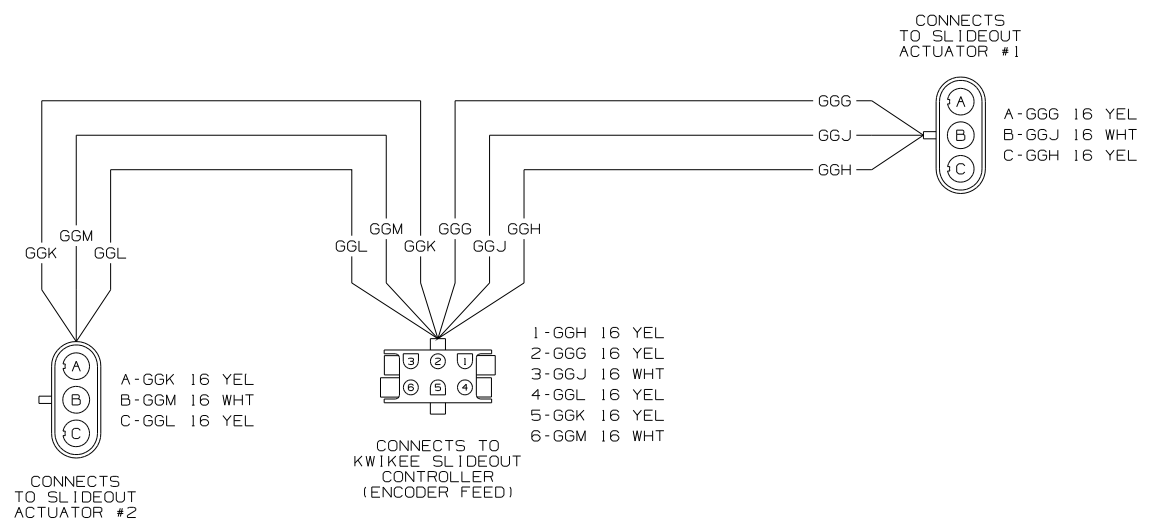 CONNECTS
TO SLIDEOUT
ACTUATOR #1
GGG
GGJ
GGH
A
B
C
A-GGG 16 YEL
B-GGJ 16 WHT
C-GGH 16 YEL
GGK
GGM
GGL
GGL
GGM
GGK
GGG
GGJ
GGH
A
B
C
A-GGK 16 YEL
B-GGM 16 WHT
C-GGL 16 YEL
CONNECTS
TO SLIDEOUT
ACTUATOR #2
3 2 1
6 5 4
1-GGH 16 YEL
2-GGG 16 YEL
3-GGJ 16 WHT
4-GGL 16 YEL
5-GGK 16 YEL
6-GGM 16 WHT
CONNECTS TO
KWIKEE SLIDEOUT
CONTROLLER
(ENCODER FEED)